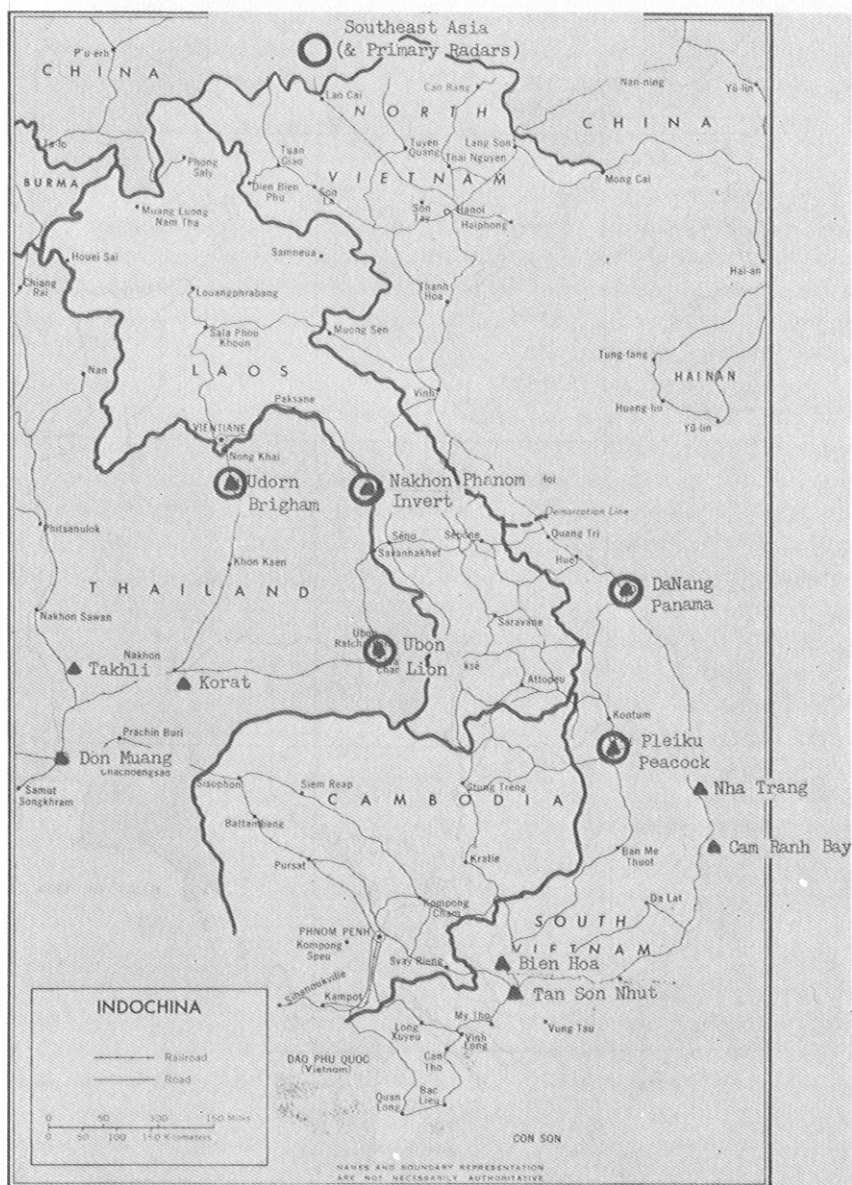 Southeast Asia
(& Primary Radars)
P'u-erh
CHINA
Lao Cai
Cao Bang
NORTH
Nan-ning
Yü-lin
CHINA
Tuan
Giao
Tuyen
Quang
Lang Son
Thai Nguyen
Phong
Saly
BURMA
Dien Bien
Phu
Son
La
VIETNAM
Mong Cai
Muang Luong
Nam Tha
Son
Tay
Hanoi
Haiphong
Houei Sai
Samneua
Hai-an
Chiang
Rai
Louangphrabang
Thanh
Hoa
Sala Phou
Khoun
Muong Sen
Tung-fang
Nan
LAOS
HAINAN
Vinh
Huang-liu
Paksane
Yü-lin
VIENTIANE
Nong Khai
Udorn
Brigham
Nakhon Phanom
Invert
Demarcation Line
Phitsanulok
Quang Tri
Séno
Sepone
Savannakhet
Hue
Khon Kaen
THAILAND
DaNang
Panama
Nakhon Sawan
Saravane
Ubon
Ubon
Lion
Takhli
Nakhon
Korat
Attopeu
Kontum
Prachin Buri
Don Muang
Pleiku
Peacock
Chachoengsao
Samut
Songkhram
Sisophon
Siem Reap
Stung Treng
Nha Trang
CAMBODIA
Battambang
Cam Ranh Bay
Pursat
Kratie
Ban Me
Thuot
Kompong
Cham
Da Lat
SOUTH
VIETNAM
PHNOM PENH
Kompong
Speu
Svay Rieng
Bien Hoa
Sihanoukville
Kampot
Tan Son Nhut
INDOCHINA
My Tho
Vung Tau
Long
Xuyeu
Vinh
Long
Railroad
Road
DAO PHU QUOC
(Vietnam)
Can
Tho
Quan
Long
Bac
Lieu
0 50 100 150 Miles
0 50 100 150 Kilometers
CON SON
NAMES AND BOUNDARY REPRESENTATION
ARE NOT NECESSARILY AUTHORITATIVE